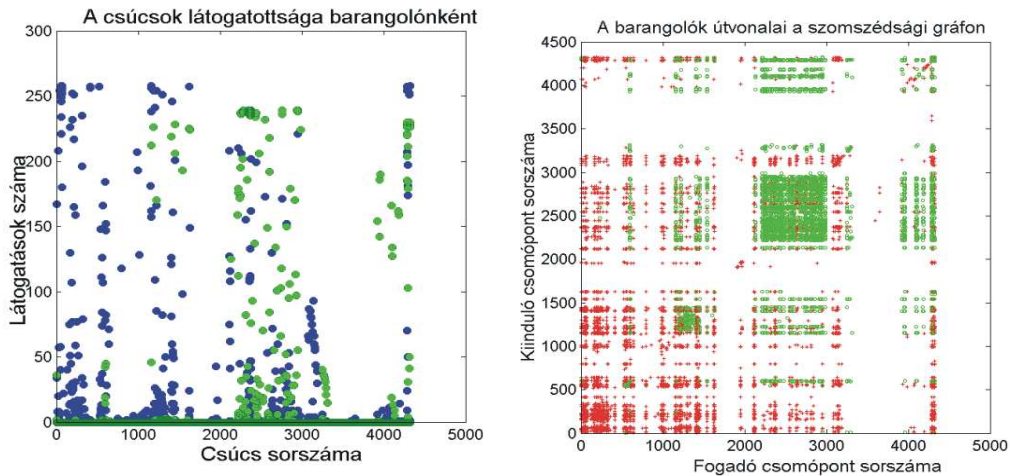 A csúcsok látogatottsága barangolónként
300
250
200
150
100
50
0
Látogatások száma
0 1000 2000 3000 4000 5000
Csúcs sorszáma
A barangolók útvonalai a szomszédsági gráfon
4500
4000
3500
3000
2500
2000
1500
1000
500
0
Kiinduló csomópont sorszáma
0 1000 2000 3000 4000 5000
Fogadó csomópont sorszáma